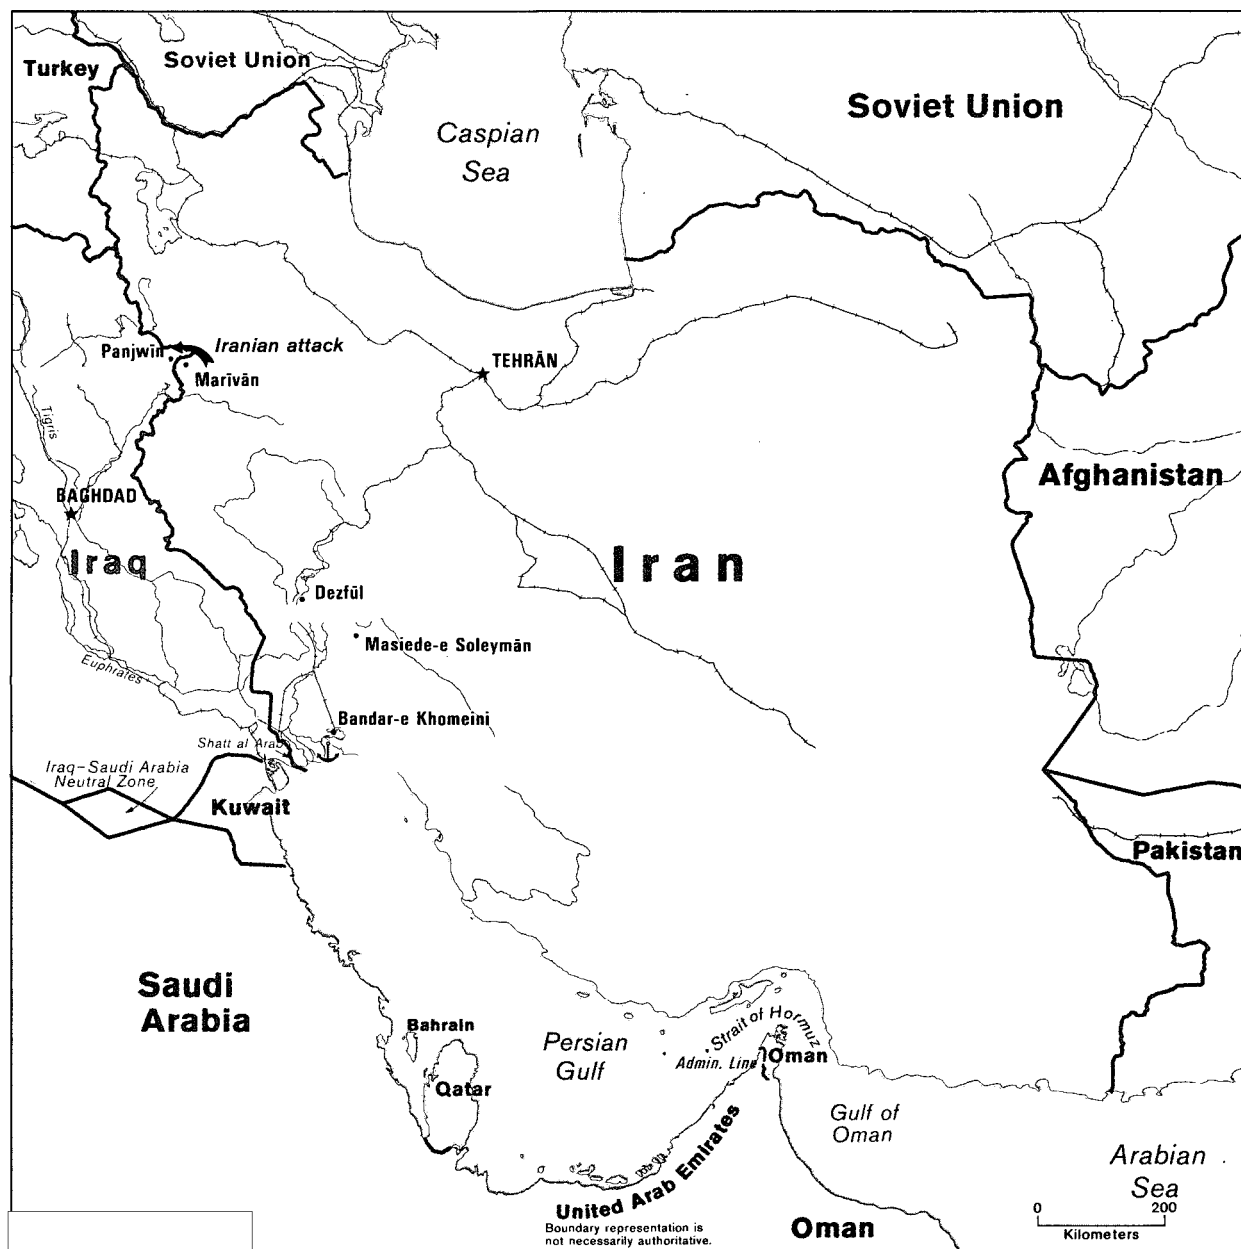 Turkey
Soviet Union
Soviet Union
Caspian
Sea
Iranian attack
Panjwīn
Marīvān
TEHRĀN
Tigris
BAGHDAD
Afghanistan
Iraq
Iran
Dezfūl
Masiede-e Soleymān
Euphrates
Bandar-e Khomeini
Shatt al Arab
Iraq–Saudi Arabia
Neutral Zone
Kuwait
Pakistan
Saudi
Arabia
Bahrain
Persian
Gulf
Strait of Hormuz
Admin. Line
Oman
Qatar
Gulf of
Oman
Arabian
Sea
United Arab Emirates
Boundary representation is
not necessarily authoritative.
Oman
0 200
Kilometers